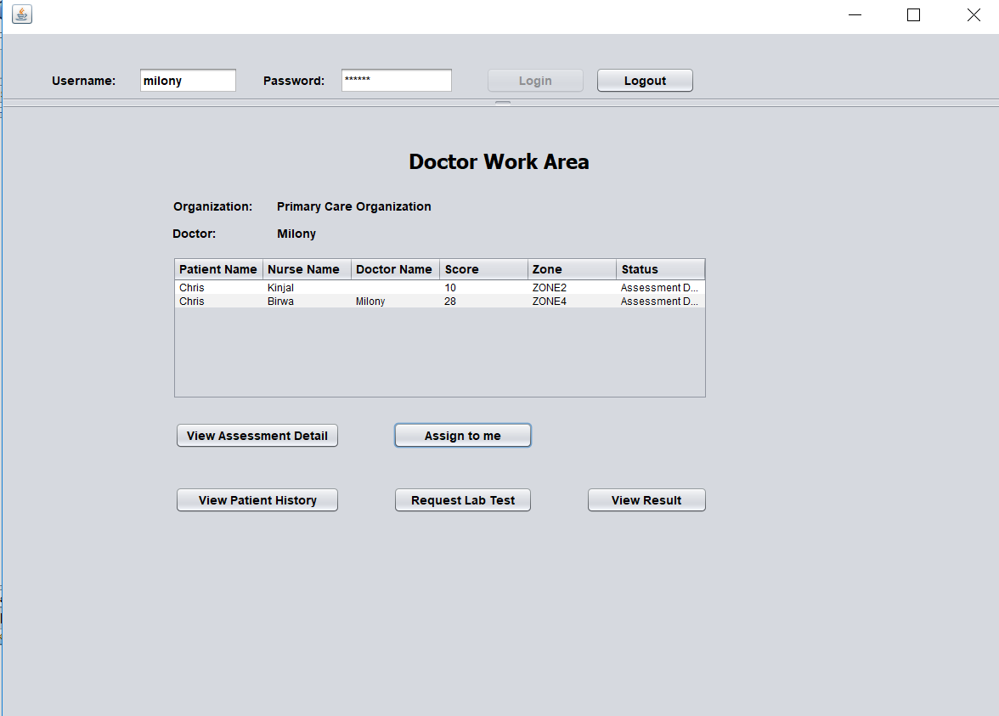 Username: milony Password: ****** Login Logout
Doctor Work Area
Organization: Primary Care Organization
Doctor: Milony
Patient Name Nurse Name Doctor Name Score Zone Status
Chris Kinjal 10 ZONE2 Assessment D...
Chris Birwa Milony 28 ZONE4 Assessment D...
View Assessment Detail Assign to me
View Patient History Request Lab Test View Result